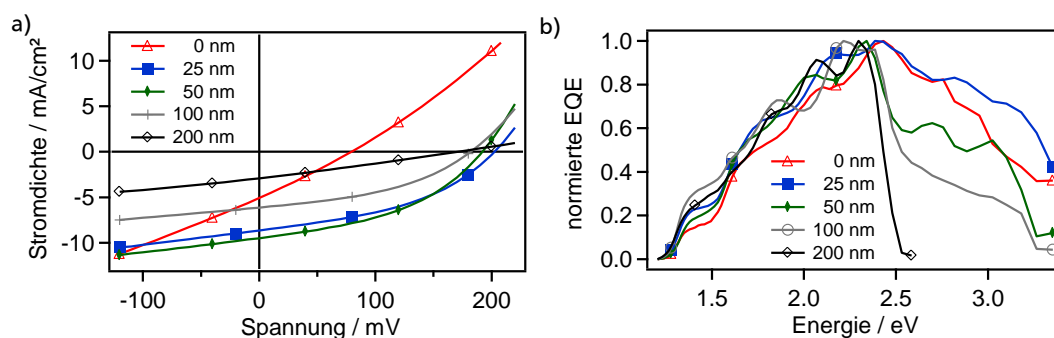 a)
Stromdichte / mA/cm²
10
5
0
-5
-10
0 nm
25 nm
50 nm
100 nm
200 nm
-100
0
100
200
Spannung / mV
b)
normierte EQE
1.0
0.8
0.6
0.4
0.2
0.0
0 nm
25 nm
50 nm
100 nm
200 nm
1.5
2.0
2.5
3.0
Energie / eV